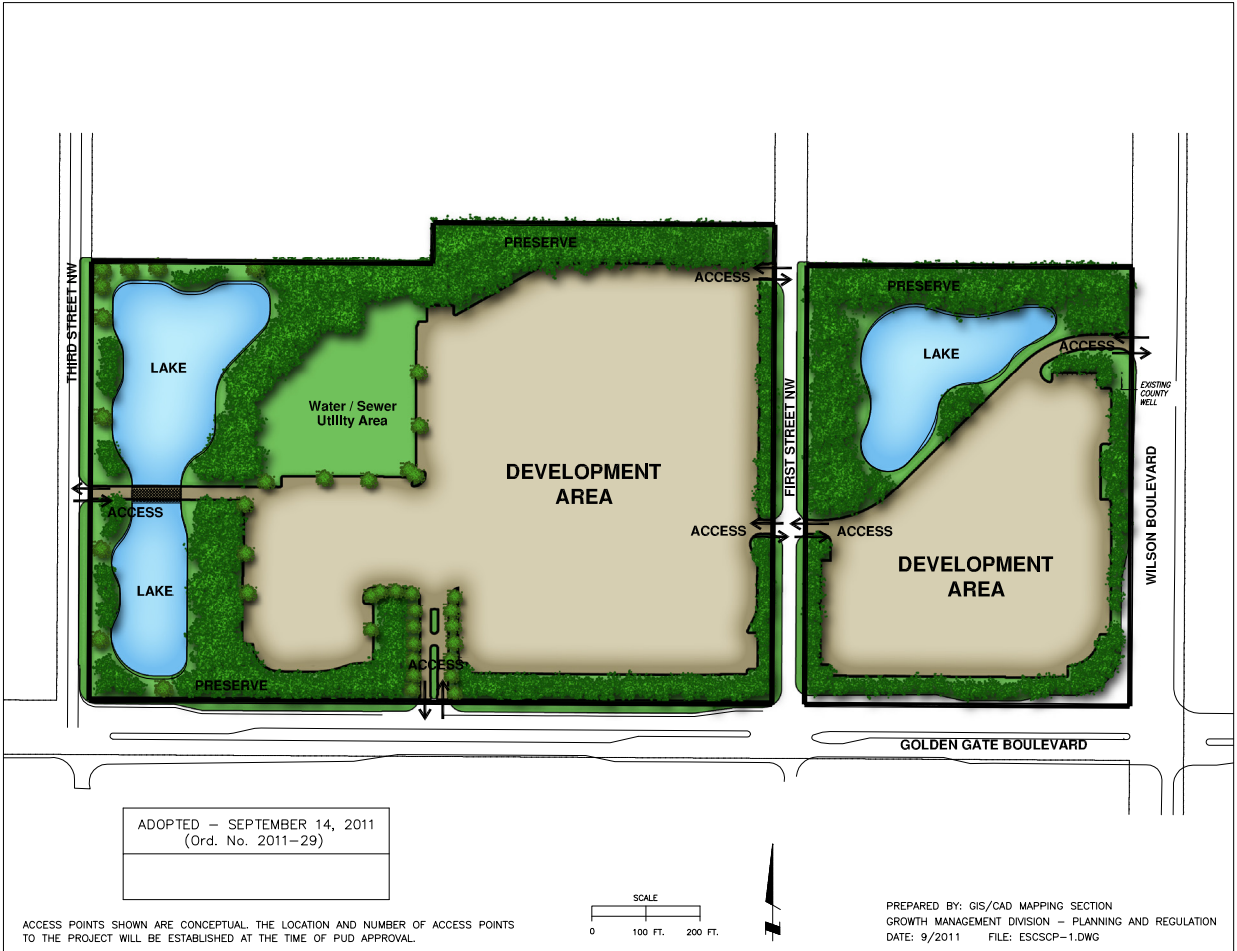 PRESERVE
ACCESS
THIRD STREET NW
LAKE
Water / Sewer
Utility Area
PRESERVE
LAKE
ACCESS
EXISTING
COUNTY
WELL
DEVELOPMENT
AREA
FIRST STREET NW
WILSON BOULEVARD
ACCESS
ACCESS
ACCESS
DEVELOPMENT
AREA
LAKE
ACCESS
PRESERVE
GOLDEN GATE BOULEVARD
ADOPTED – SEPTEMBER 14, 2011
(Ord. No. 2011–29)
ACCESS POINTS SHOWN ARE CONCEPTUAL. THE LOCATION AND NUMBER OF ACCESS POINTS
TO THE PROJECT WILL BE ESTABLISHED AT THE TIME OF PUD APPROVAL.
SCALE
0 100 FT. 200 FT.
N
PREPARED BY: GIS/CAD MAPPING SECTION
GROWTH MANAGEMENT DIVISION – PLANNING AND REGULATION
DATE: 9/2011 FILE: ESCSCP–1.DWG